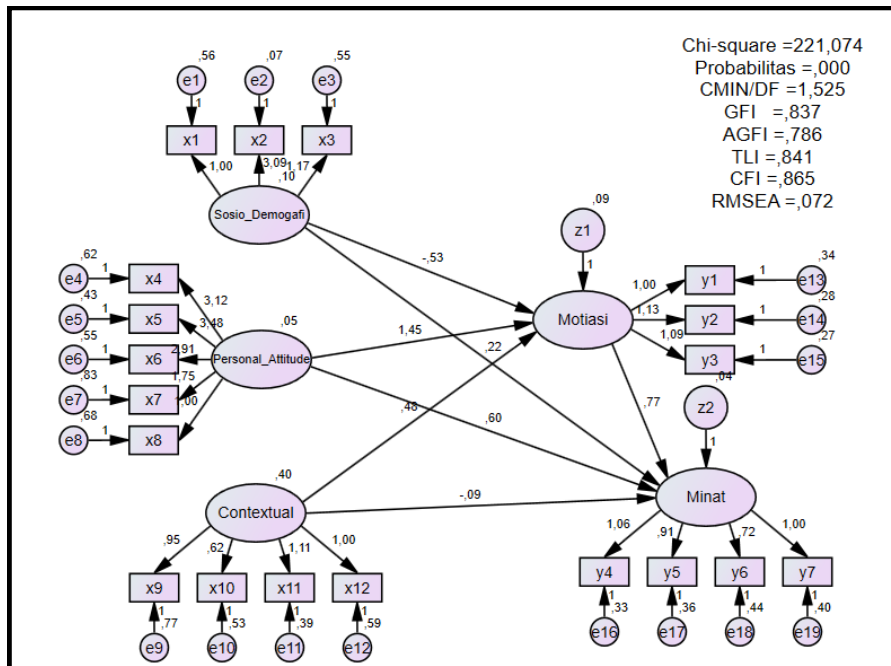 Chi-square =221,074
Probabilitas =,000
CMIN/DF =1,525
GFI =,837
AGFI =,786
TLI =,841
CFI =,865
RMSEA =,072
,56 ,07 ,55
e1 e2 e3
1 1 1
x1 x2 x3
1,00 3,09 1,17
,10
Sosio_Demogafi
,09
z1
1
-,53
,62
e4 1 x4
,43
e5 1 x5
,55
e6 1 x6
,83
e7 1 x7
,68
e8 1 x8
3,12
3,48
2,91
1,75
1,00
,05
Personal_Attitude
1,45
,22
,48
,60
Motiasi
1,00 y1 1 e13 ,34
1,13 y2 1 e14 ,28
1,09 y3 1 e15 ,27
,77
,04
z2
1
,40
Contextual
-,09
Minat
,95 ,62 1,11 1,00
x9 x10 x11 x12
1 1 1 1
,77 ,53 ,39 ,59
e9 e10 e11 e12
1,06 ,91 ,72 1,00
y4 y5 y6 y7
1 1 1 1
,33 ,36 ,44 ,40
e16 e17 e18 e19